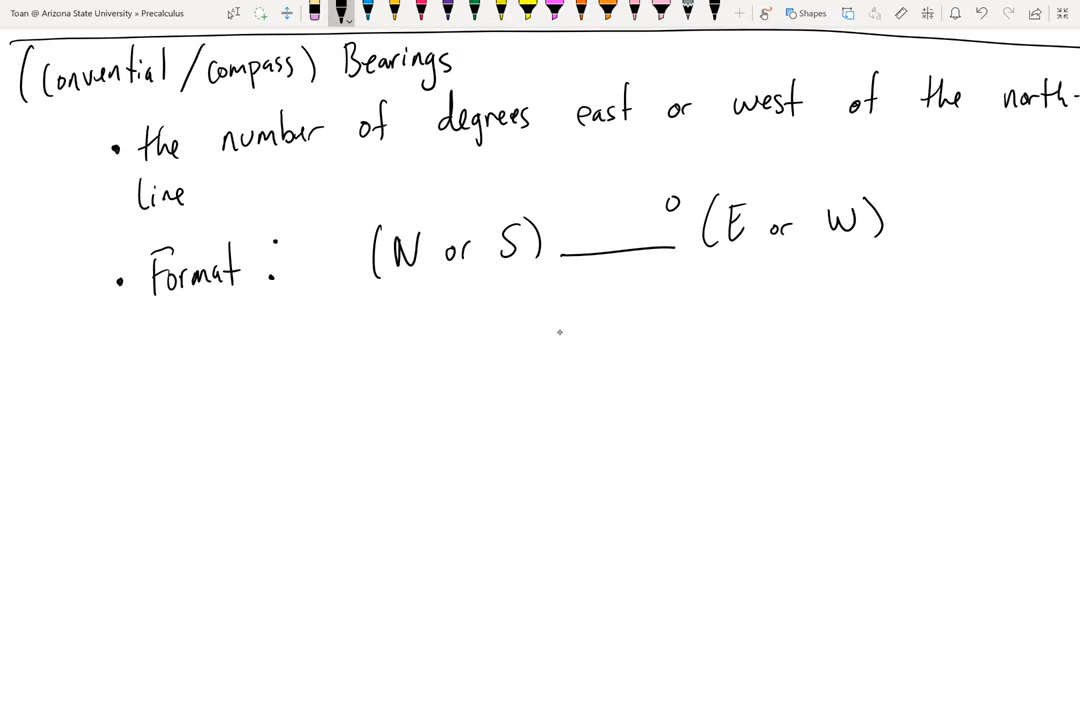 Toan @ Arizona State University » Precalculus
Shapes
(Convential/compass) Bearings
• the number of degrees east or west of the north-
line
• Format : (N or S) ____° (E or W)